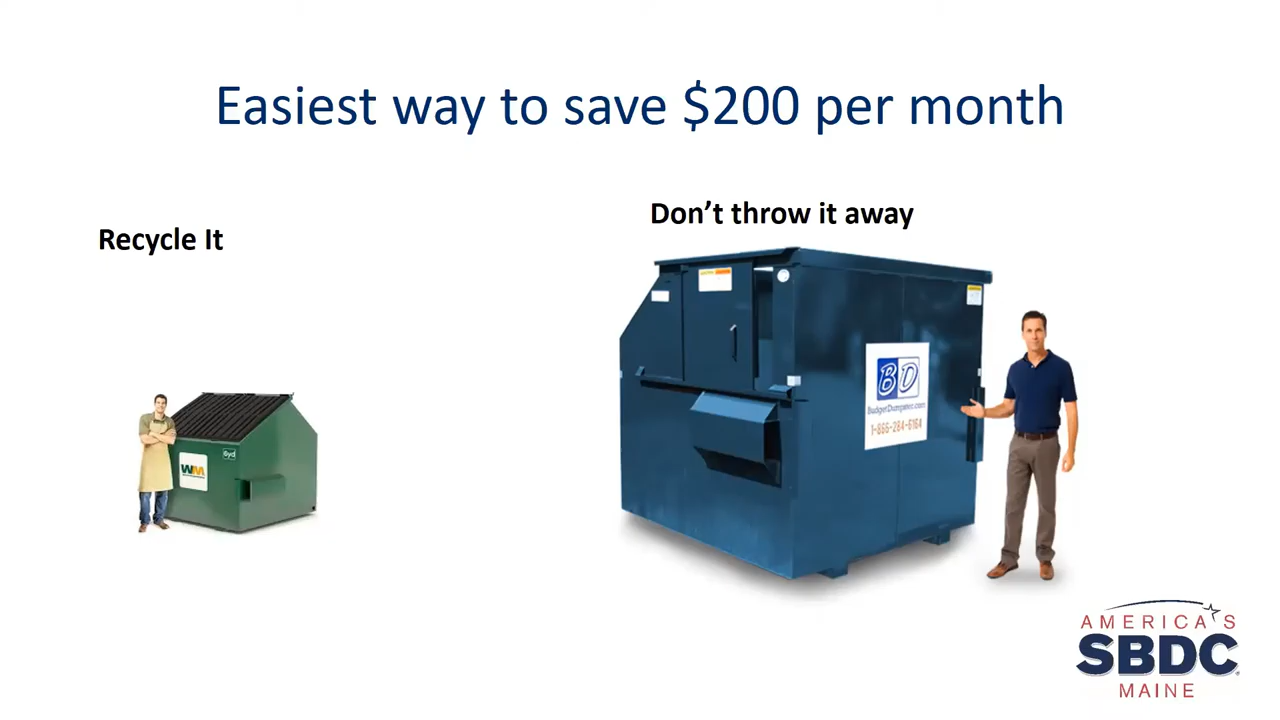 Easiest way to save $200 per month
Don’t throw it away
Recycle It
BD
BudgetDumpster.com
1-866-284-6164
6yd
WM
AMERICA'S
SBDC
MAINE